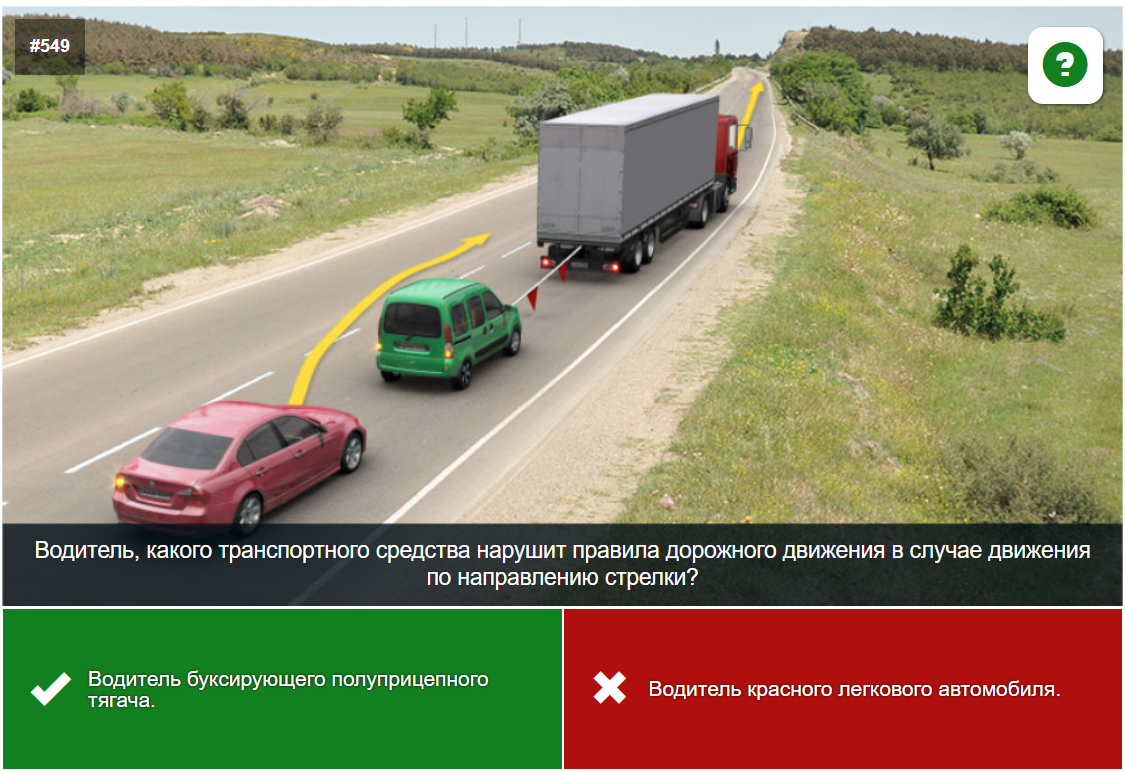 #549
?
Водитель, какого транспортного средства нарушит правила дорожного движения в случае движения
по направлению стрелки?
Водитель буксирующего полуприцепного
тягача.
Водитель красного легкового автомобиля.